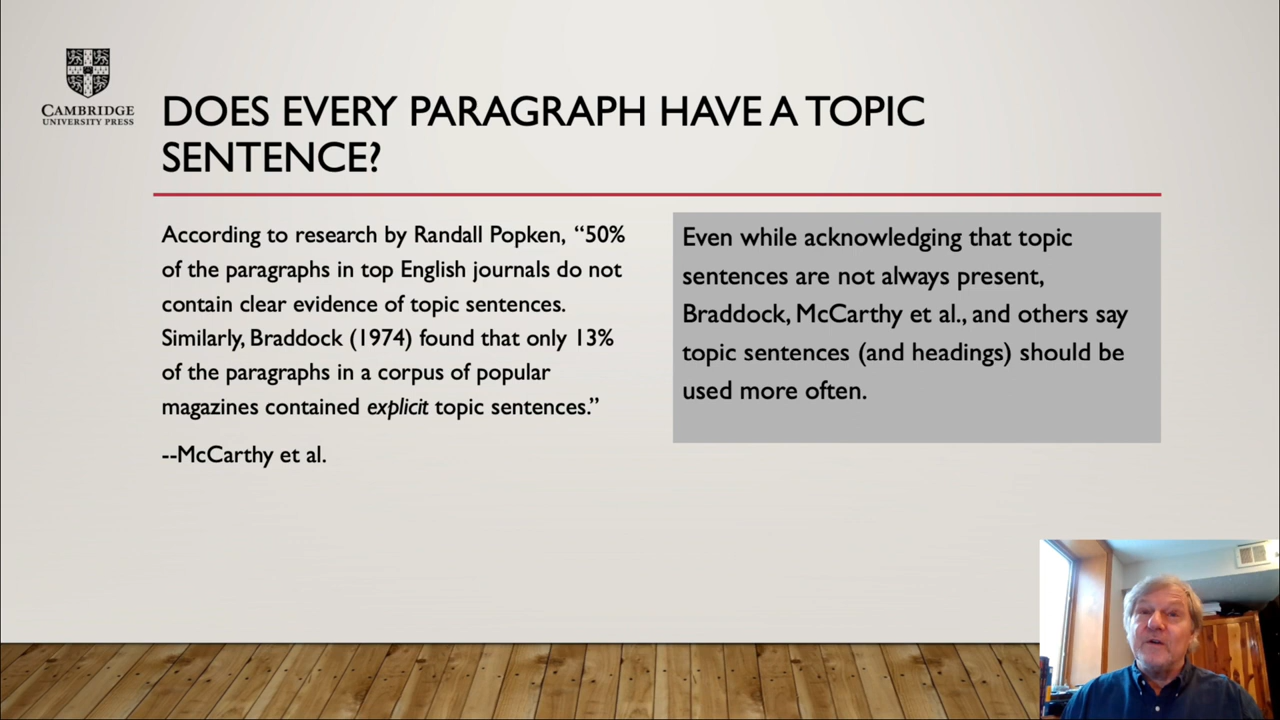 CAMBRIDGE
UNIVERSITY PRESS
DOES EVERY PARAGRAPH HAVE A TOPIC
SENTENCE?
According to research by Randall Popken, “50%
of the paragraphs in top English journals do not
contain clear evidence of topic sentences.
Similarly, Braddock (1974) found that only 13%
of the paragraphs in a corpus of popular
magazines contained explicit topic sentences.”
--McCarthy et al.
Even while acknowledging that topic
sentences are not always present,
Braddock, McCarthy et al., and others say
topic sentences (and headings) should be
used more often.